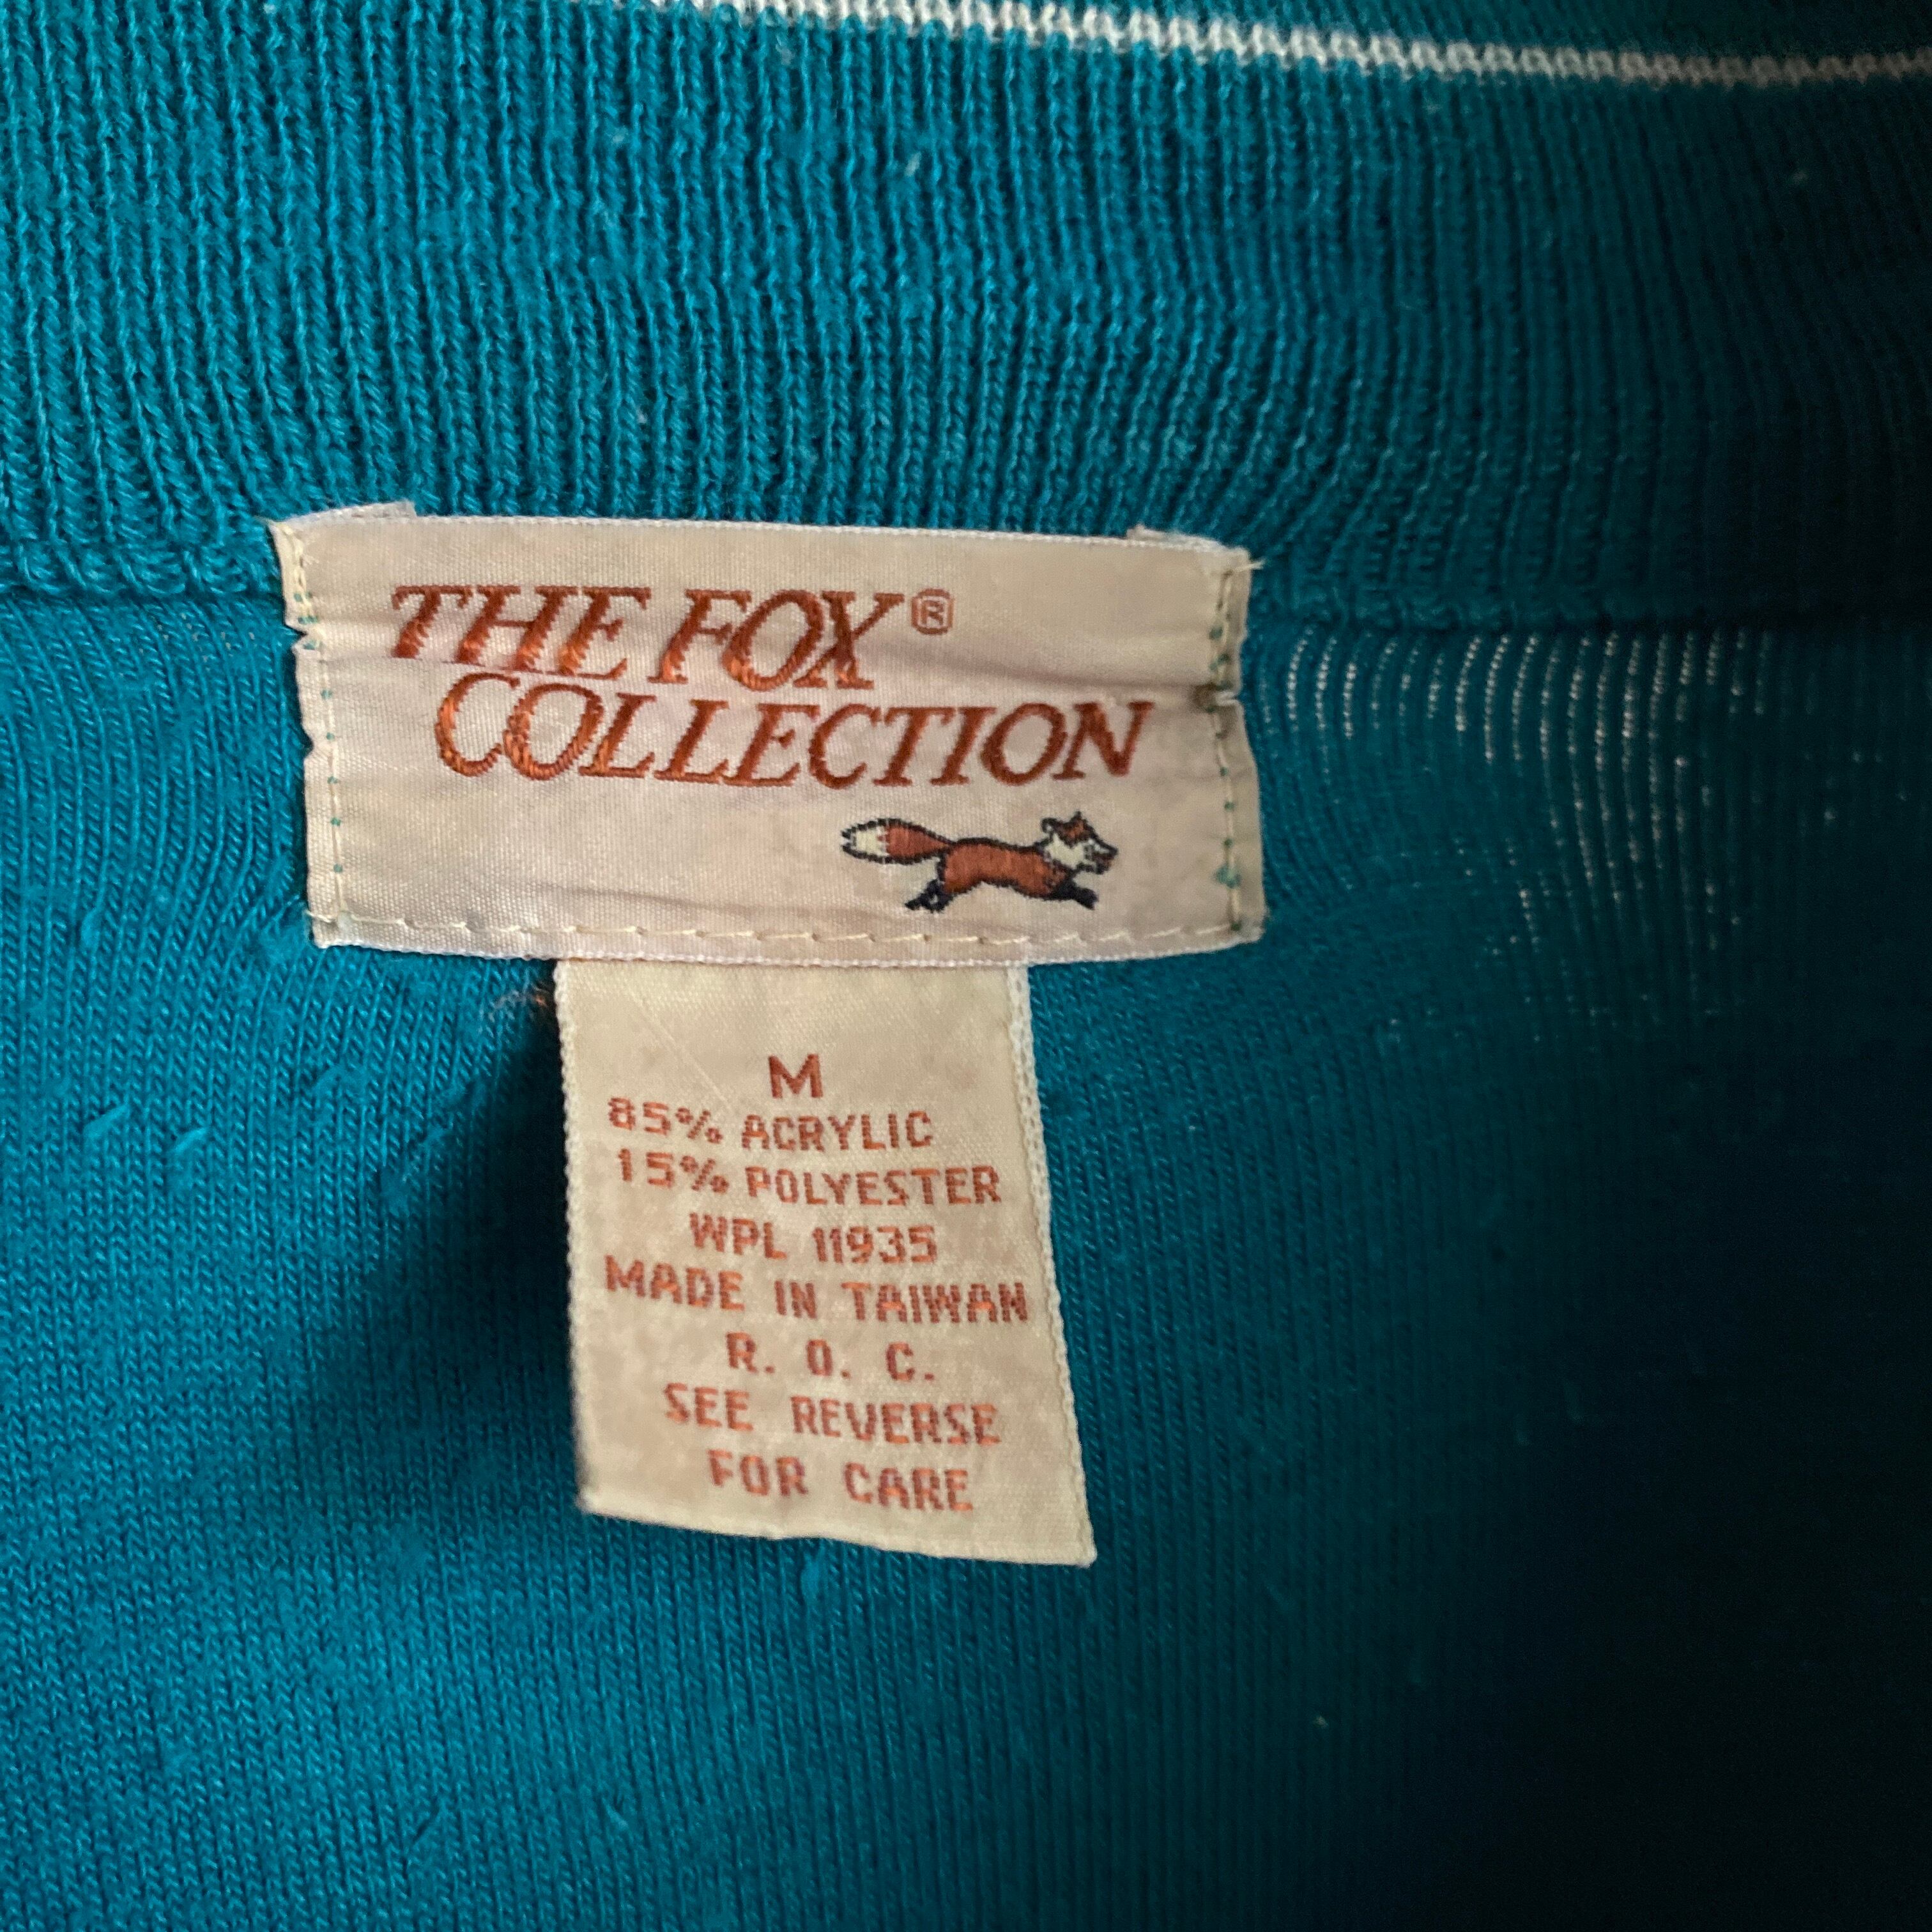 THE FOX®
COLLECTION
M
85% ACRYLIC
15% POLYESTER
WPL 11935
MADE IN TAIWAN
R. O. C.
SEE REVERSE
FOR CARE